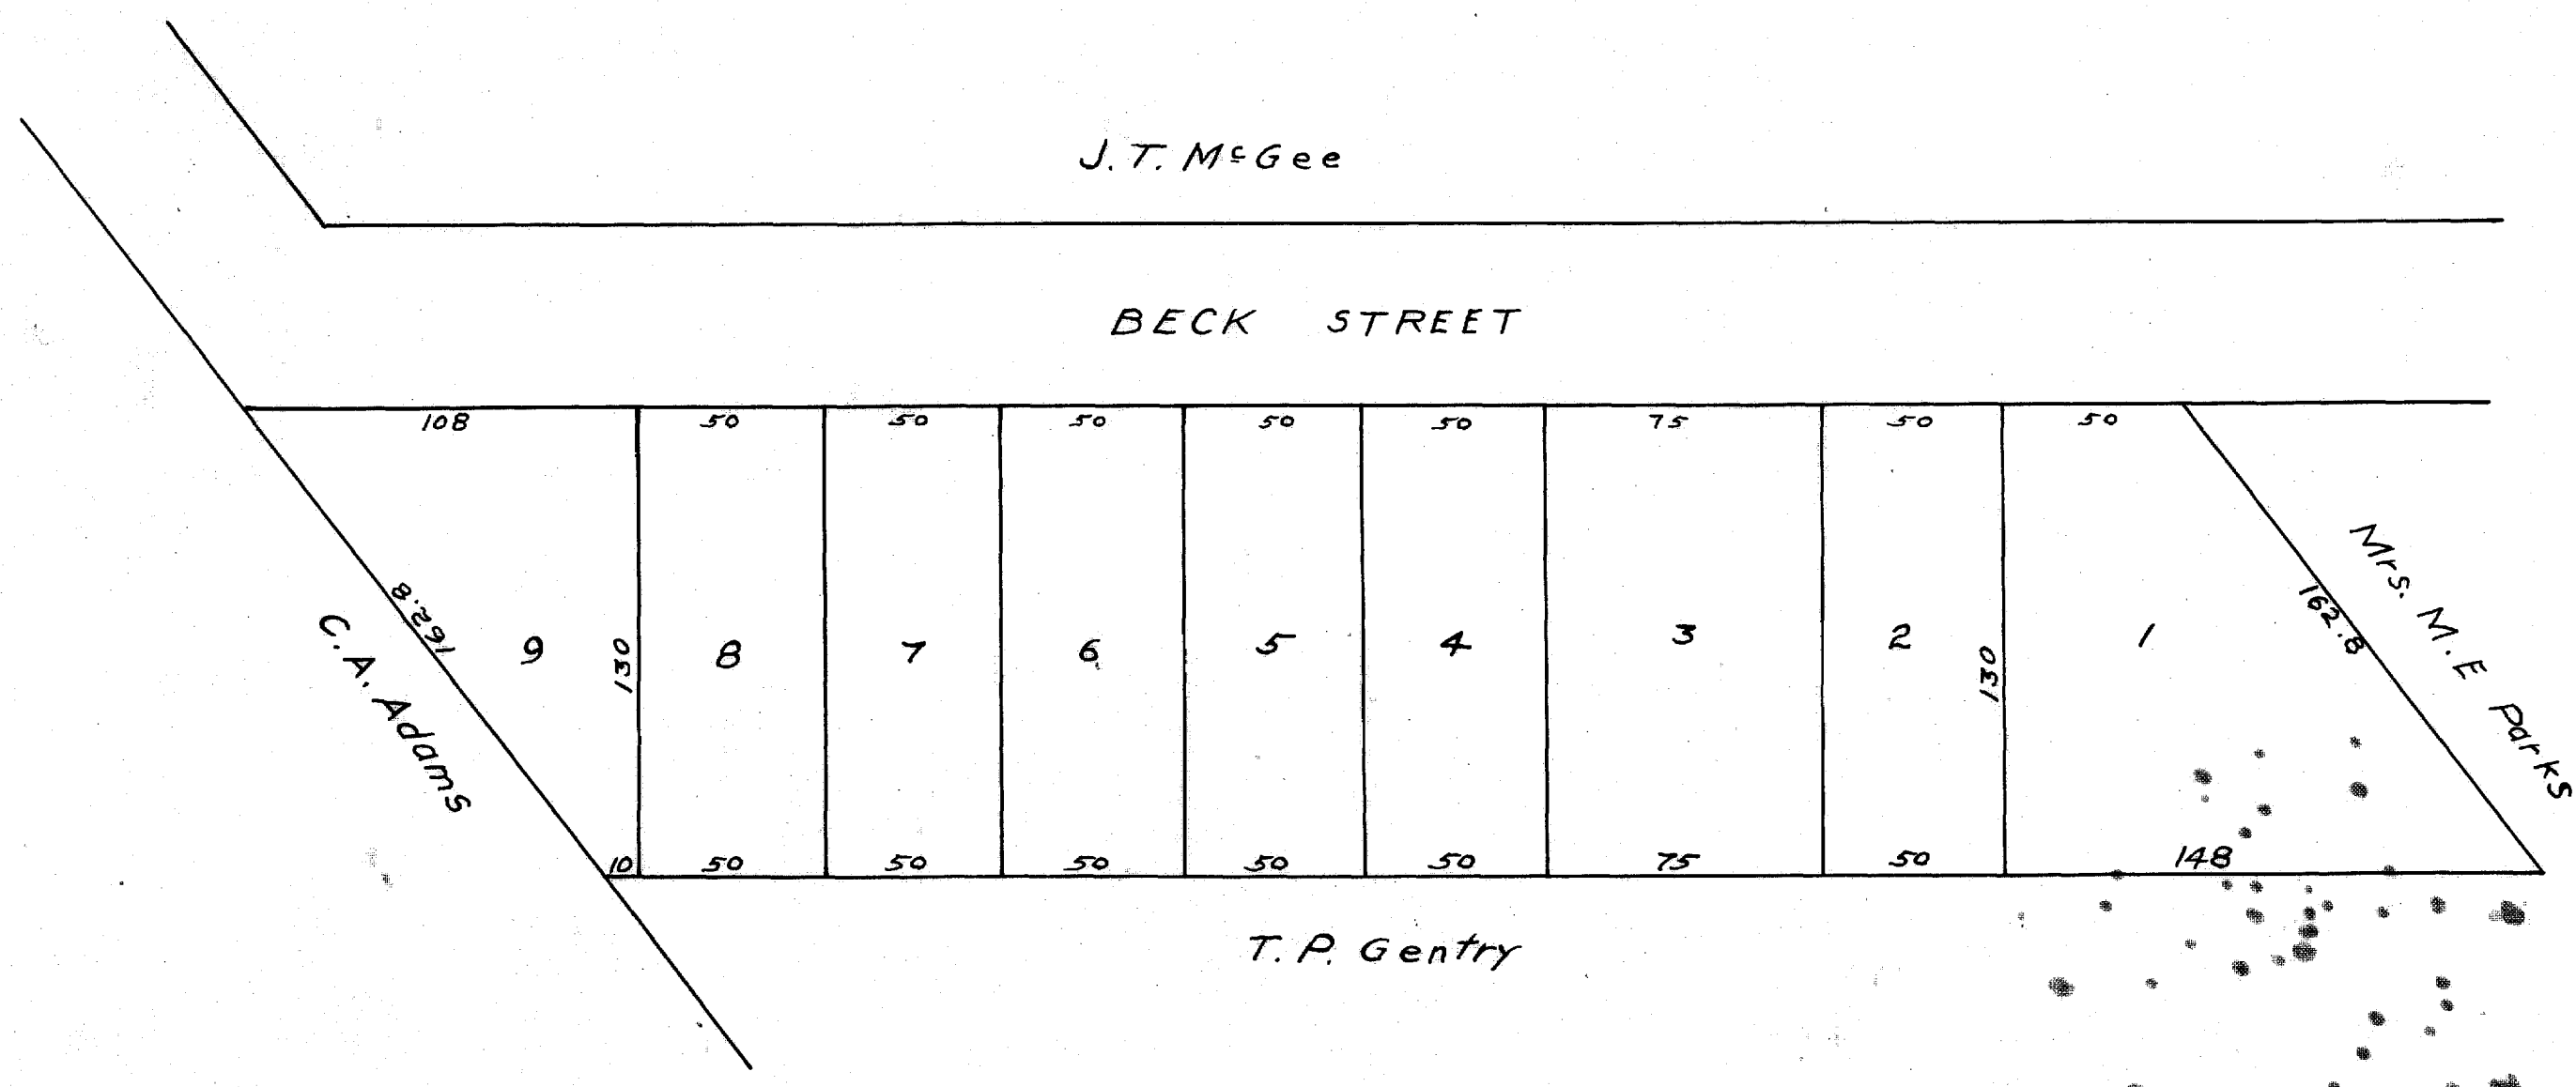 J. T. McGee
BECK STREET
108 50 50 50 50 50 75 50 50
C. A. Adams
162.8
9
130
8
7
6
5
4
3
2
130
1
162.8
Mrs. M. E Parks
10 50 50 50 50 50 75 50 148
T. P. Gentry